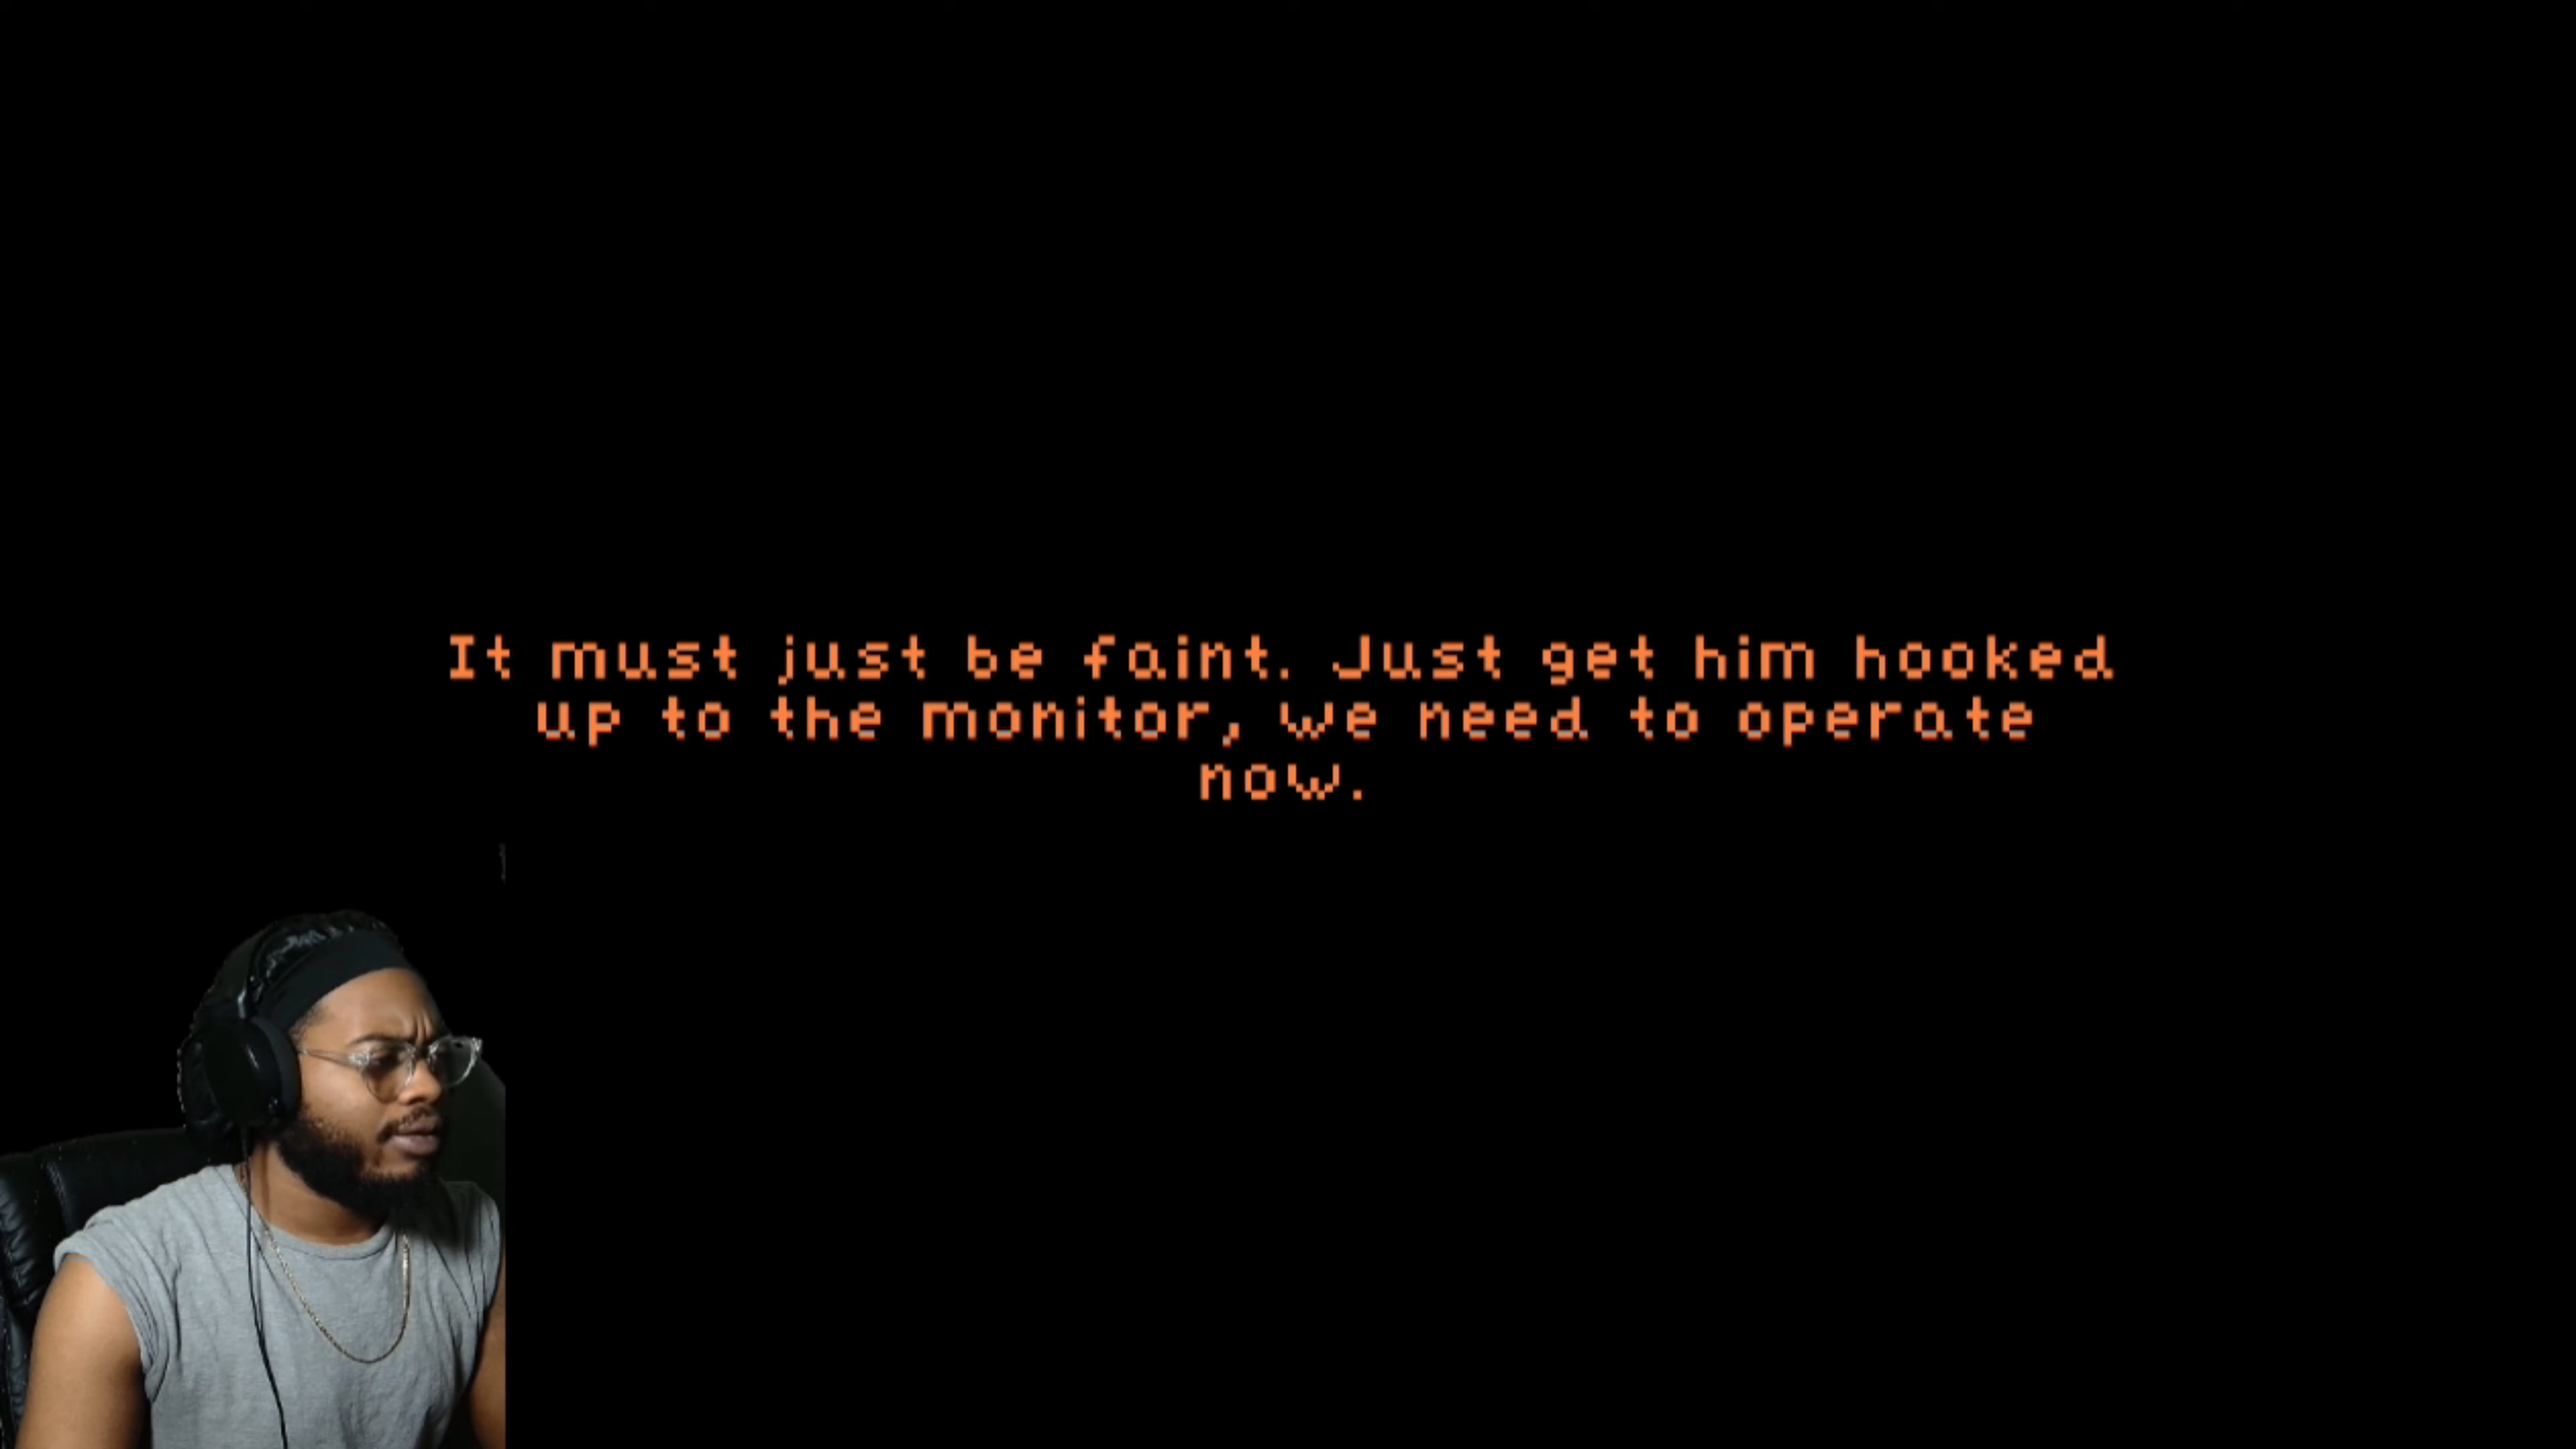 It must just be faint. Just get him hooked
up to the monitor, we need to operate
now.